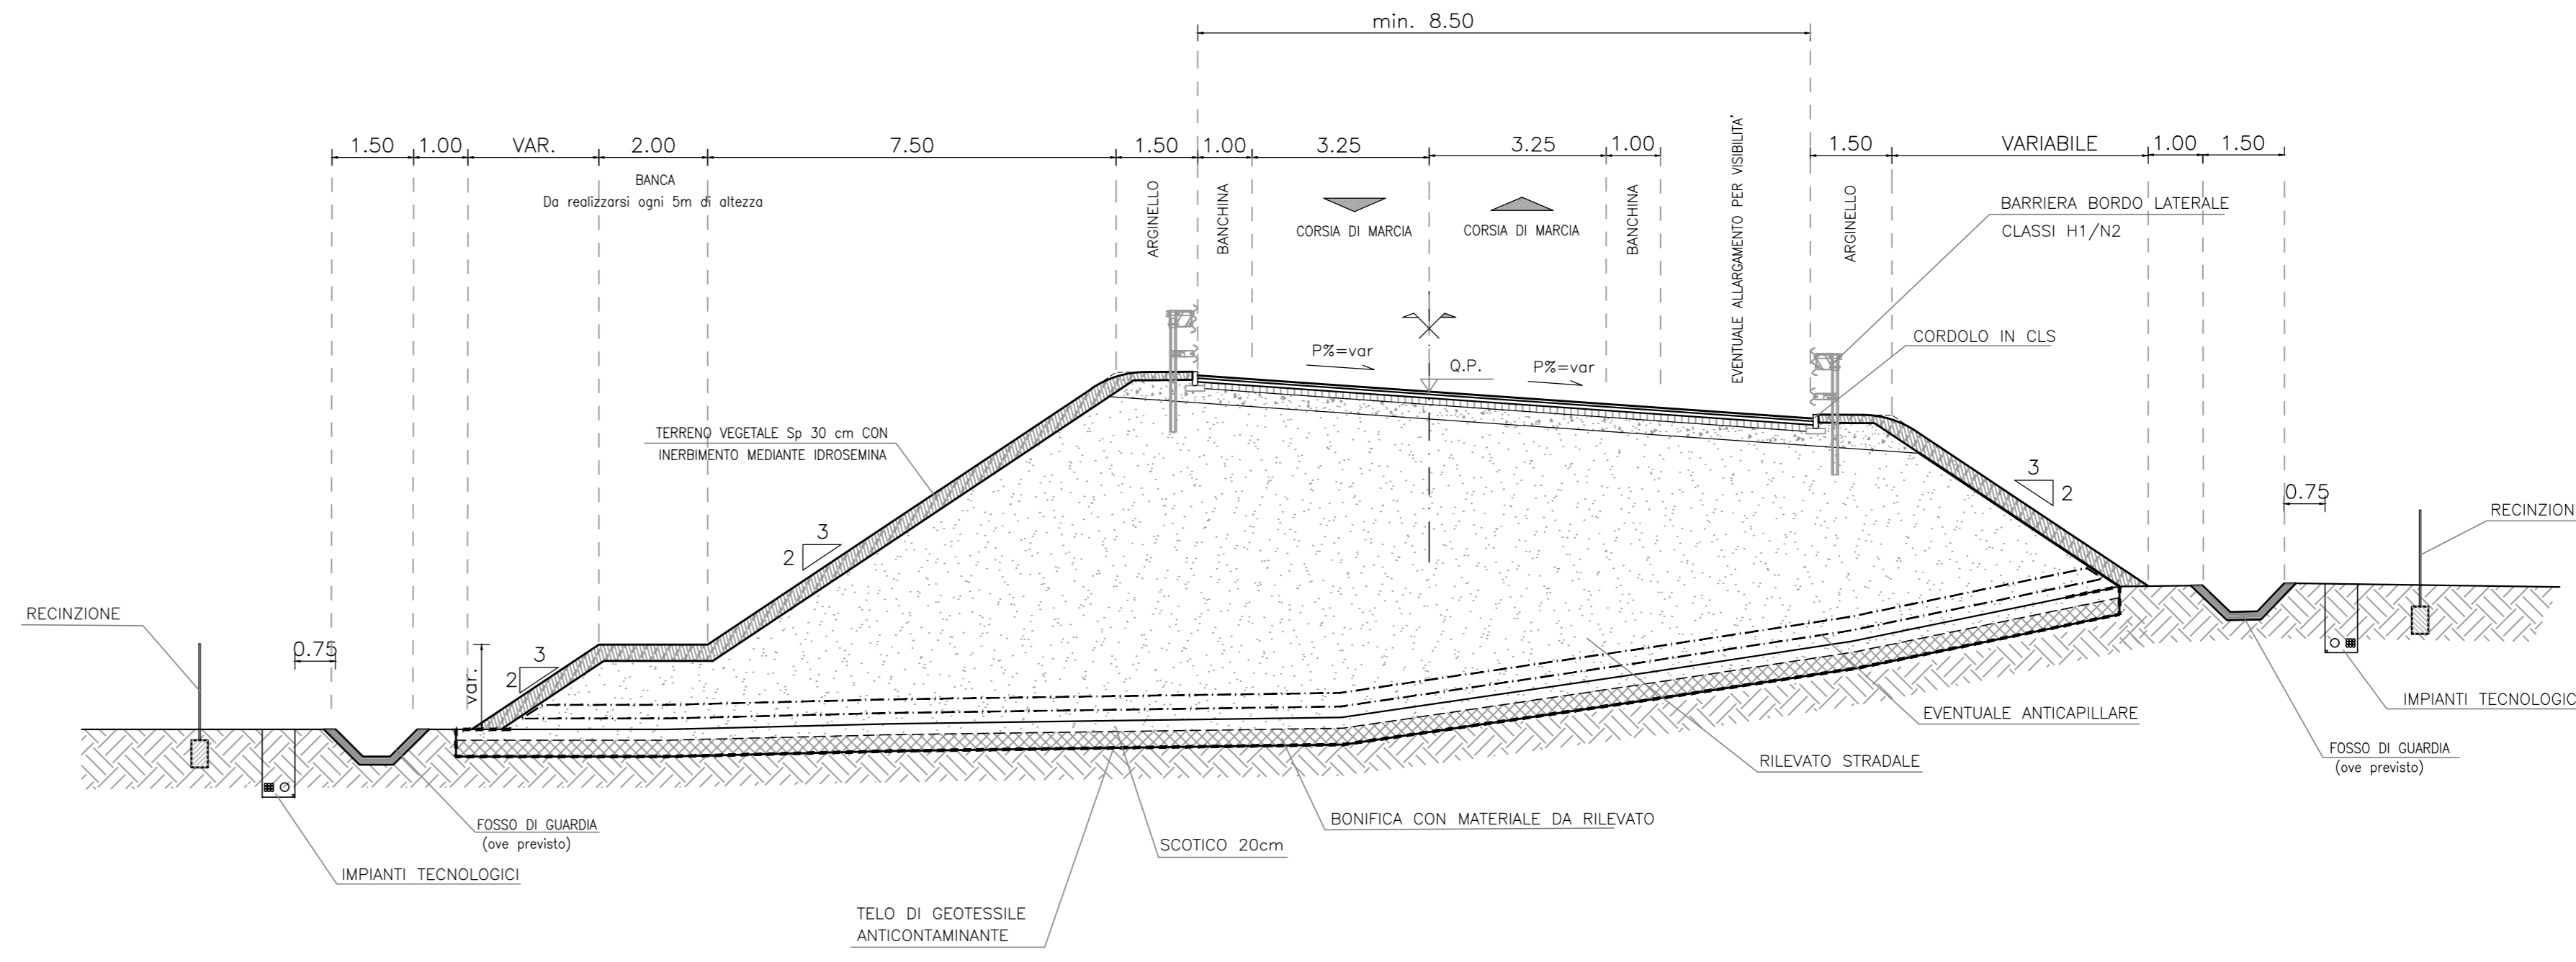 min. 8.50
1.50 1.00 VAR. 2.00 7.50 1.50 1.00 3.25 3.25 1.00 1.50 VARIABILE 1.00 1.50
BANCA
Da realizzarsi ogni 5m di altezza
ARGINELLO
BANCHINA
CORSIA DI MARCIA
CORSIA DI MARCIA
BANCHINA
EVENTUALE ALLARGAMENTO PER VISIBILITA'
ARGINELLO
BARRIERA BORDO LATERALE
CLASSI H1/N2
CORDOLO IN CLS
P%=var
Q.P.
P%=var
TERRENO VEGETALE Sp 30 cm CON
INERBIMENTO MEDIANTE IDROSEMINA
3
2
3
2
3
2
0.75
RECINZION
RECINZIONE
0.75
var.
IMPIANTI TECNOLOGIC
EVENTUALE ANTICAPILLARE
FOSSO DI GUARDIA
(ove previsto)
RILEVATO STRADALE
BONIFICA CON MATERIALE DA RILEVATO
FOSSO DI GUARDIA
(ove previsto)
SCOTICO 20cm
IMPIANTI TECNOLOGICI
TELO DI GEOTESSILE
ANTICONTAMINANTE